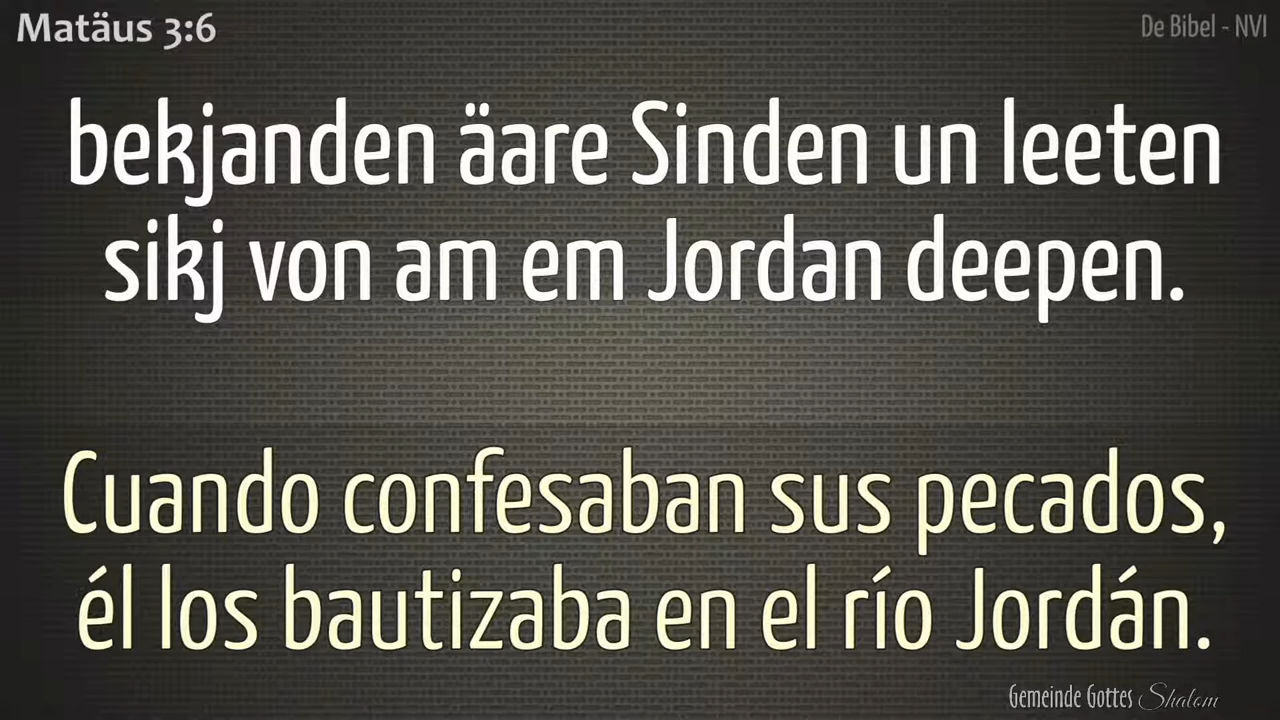 Matäus 3:6
De Bibel - NVI
bekjanden äare Sinden un leeten
sikj von am em Jordan deepen.
Cuando confesaban sus pecados,
él los bautizaba en el río Jordán.
Gemeinde Gottes Shalom